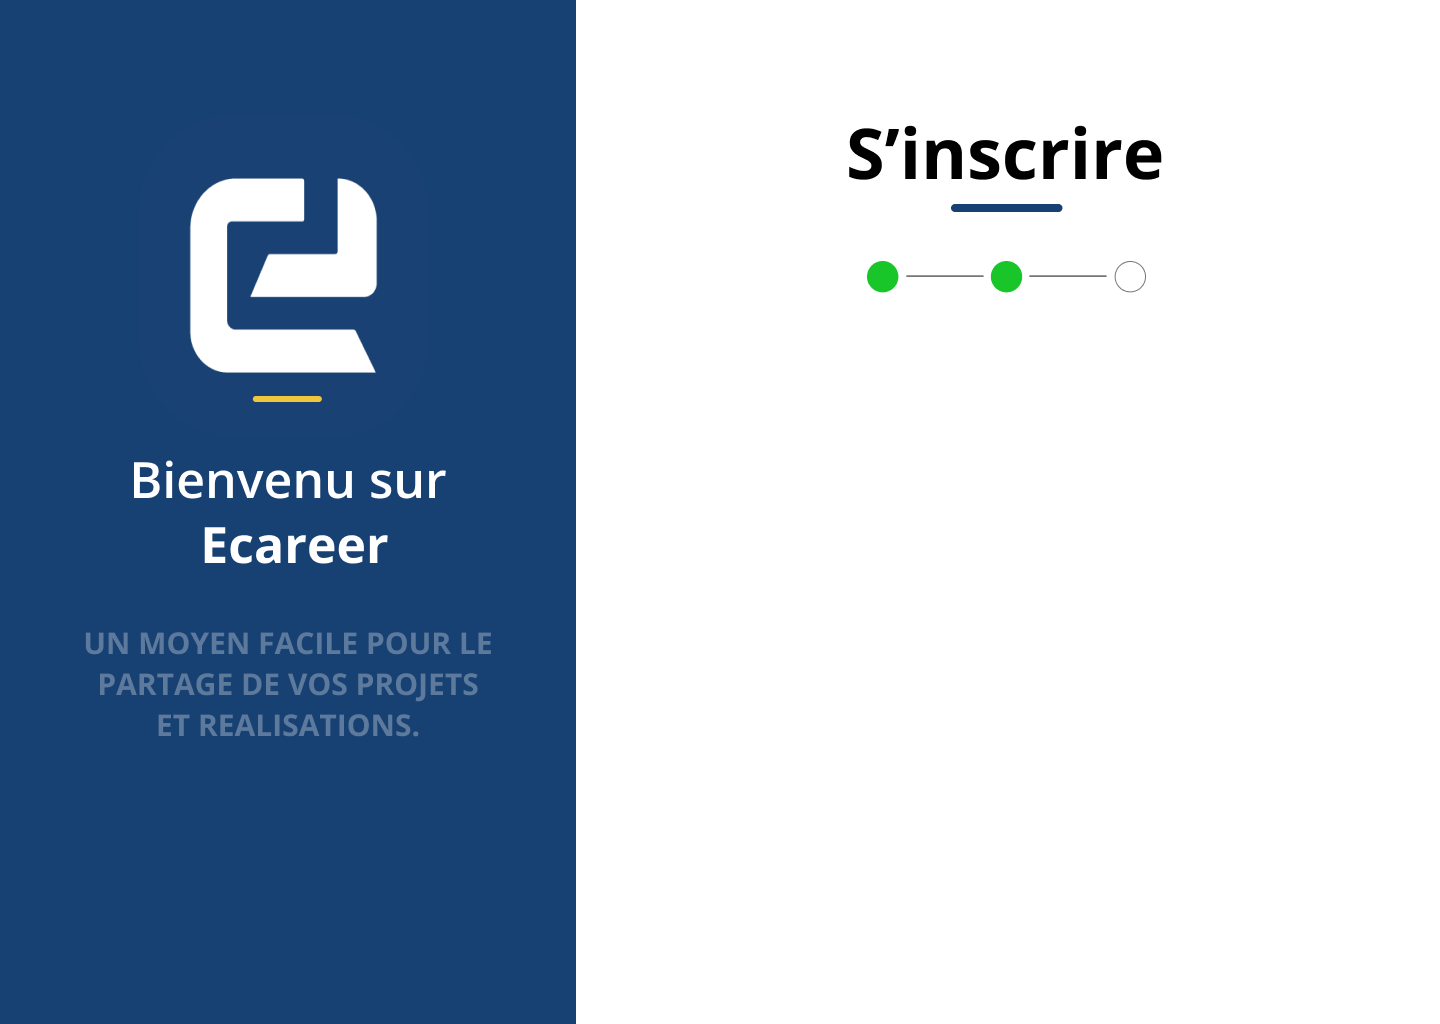 Bienvenu sur
Ecareer
UN MOYEN FACILE POUR LE
PARTAGE DE VOS PROJETS
ET REALISATIONS.
S’inscrire